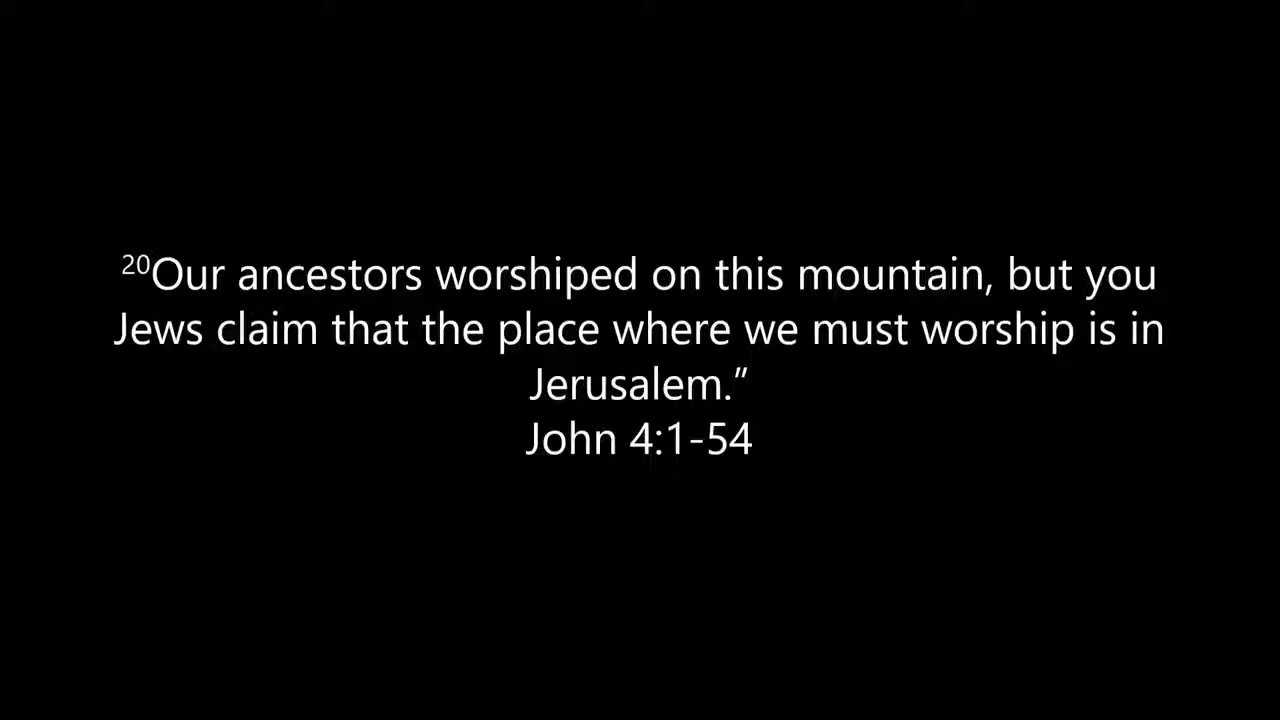 ²⁰Our ancestors worshiped on this mountain, but you
Jews claim that the place where we must worship is in
Jerusalem.”
John 4:1-54